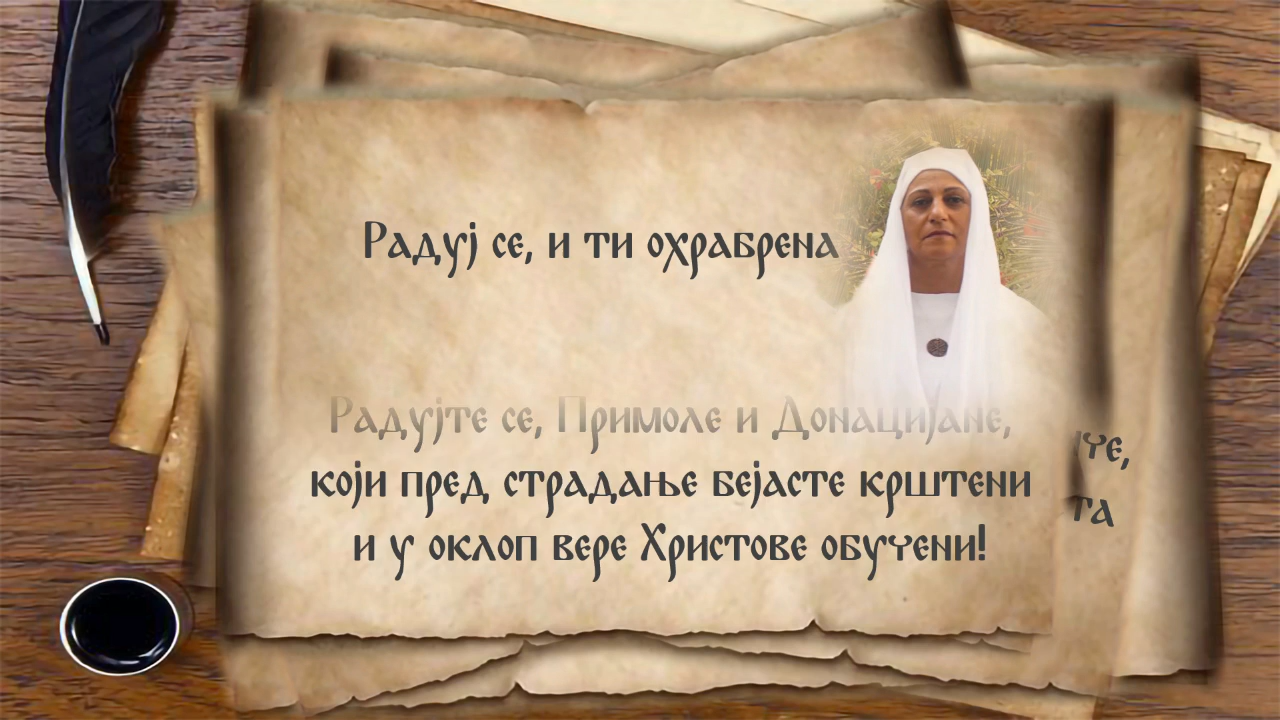 Радуј се, и ти охрабрена
Радујте се, Примоле и Донацијане,
који пред страдање бејасте крштени
и у оклоп вере Христове обучени!